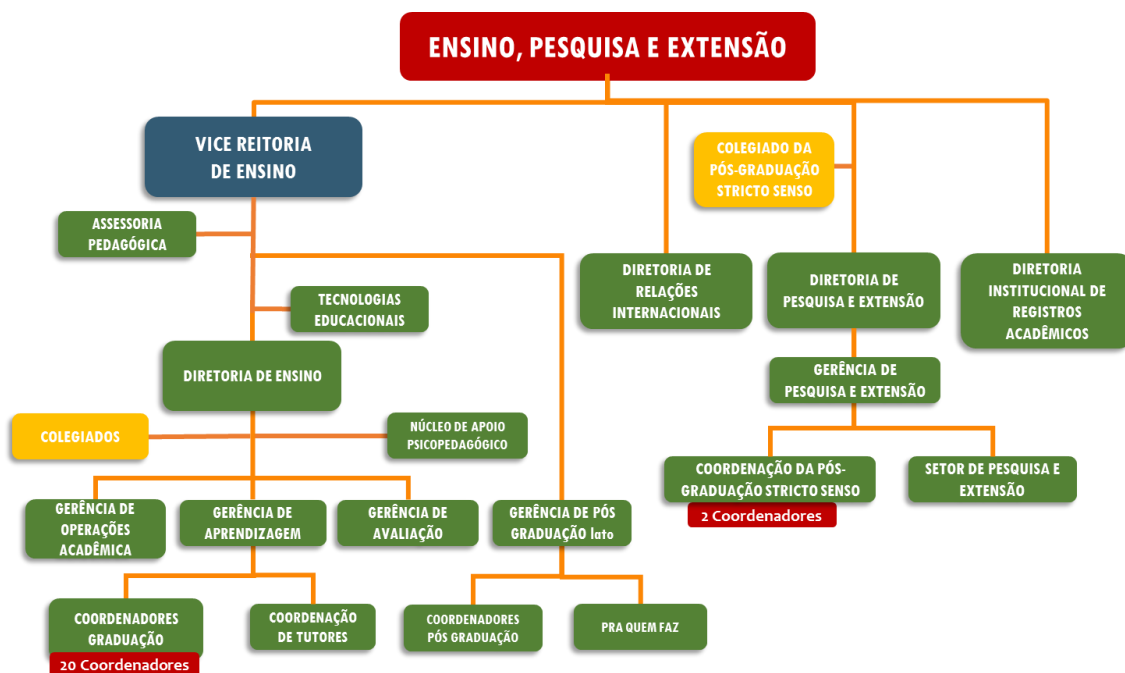 ENSINO, PESQUISA E EXTENSÃO
VICE REITORIA
DE ENSINO
COLEGIADO DA
PÓS-GRADUAÇÃO
STRICTO SENSO
ASSESSORIA
PEDAGÓGICA
TECNOLOGIAS
EDUCACIONAIS
DIRETORIA DE
RELAÇÕES
INTERNACIONAIS
DIRETORIA DE
PESQUISA E EXTENSÃO
DIRETORIA
INSTITUCIONAL DE
REGISTROS
ACADÊMICOS
DIRETORIA DE ENSINO
GERÊNCIA DE
PESQUISA E EXTENSÃO
COLEGIADOS
NÚCLEO DE APOIO
PSICOPEDAGÓGICO
COORDENAÇÃO DA PÓS-
GRADUAÇÃO STRICTO SENSO
2 Coordenadores
SETOR DE PESQUISA E
EXTENSÃO
GERÊNCIA DE
OPERAÇÕES
ACADÊMICA
GERÊNCIA DE
APRENDIZAGEM
GERÊNCIA DE
AVALIAÇÃO
GERÊNCIA DE PÓS
GRADUAÇÃO lato
COORDENADORES
GRADUAÇÃO
20 Coordenadores
COORDENAÇÃO
DE TUTORES
COORDENADORES
PÓS GRADUAÇÃO
PRA QUEM FAZ